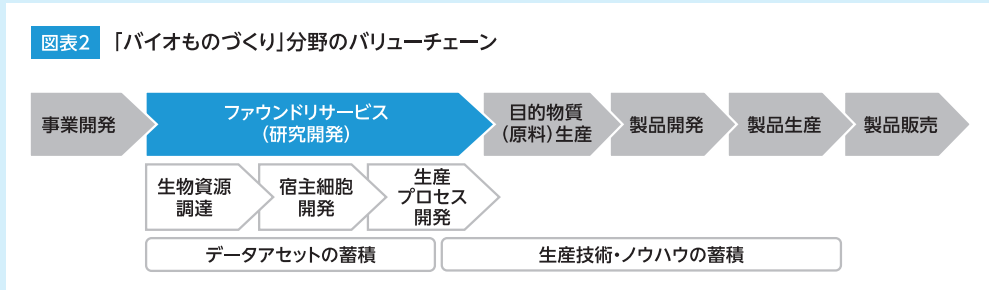 図表2 「バイオものづくり」分野のバリューチェーン
事業開発
ファウンドリサービス
（研究開発）
目的物質
（原料）生産
製品開発
製品生産
製品販売
生物資源
調達
宿主細胞
開発
生産
プロセス
開発
データアセットの蓄積
生産技術・ノウハウの蓄積